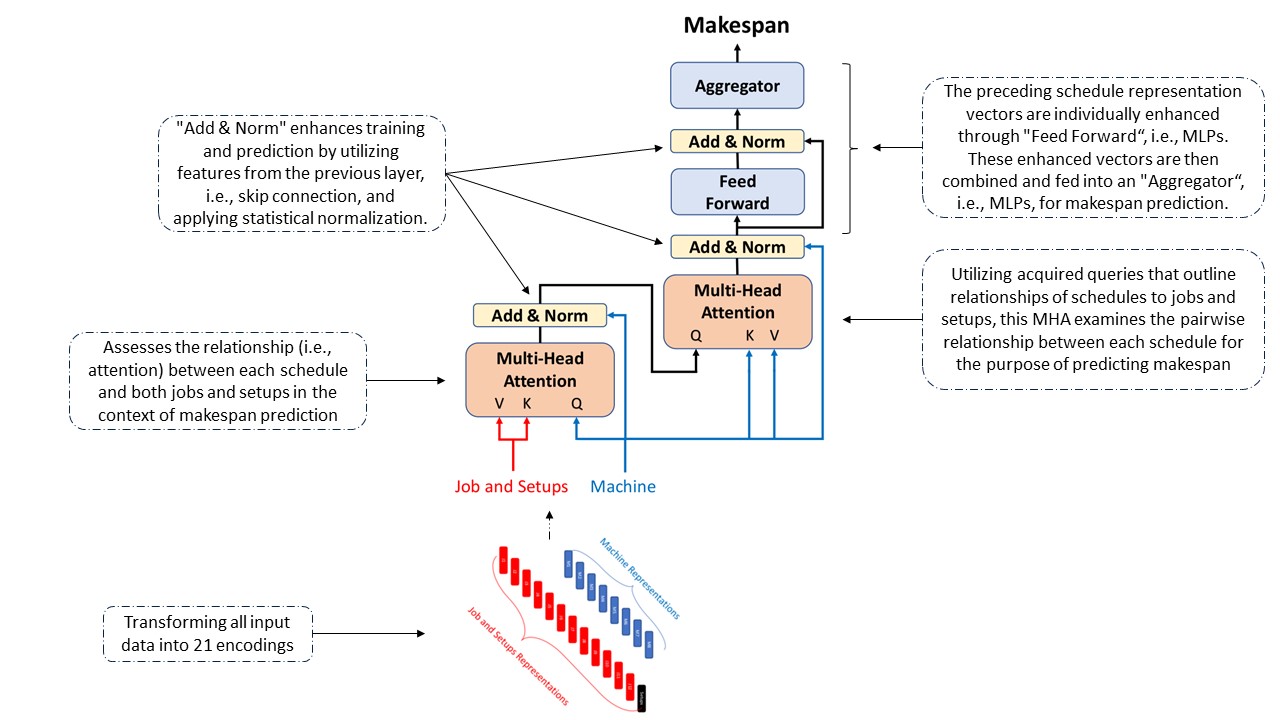 Makespan
Aggregator
Add & Norm
Feed
Forward
Add & Norm
Multi-Head
Attention
Q K V
Add & Norm
Multi-Head
Attention
V K Q
Job and Setups
Machine
"Add & Norm" enhances training
and prediction by utilizing
features from the previous layer,
i.e., skip connection, and
applying statistical normalization.
The preceding schedule representation
vectors are individually enhanced
through "Feed Forward“, i.e., MLPs.
These enhanced vectors are then
combined and fed into an "Aggregator“,
i.e., MLPs, for makespan prediction.
Utilizing acquired queries that outline
relationships of schedules to jobs and
setups, this MHA examines the pairwise
relationship between each schedule for
the purpose of predicting makespan
Assesses the relationship (i.e.,
attention) between each schedule
and both jobs and setups in the
context of makespan prediction
Transforming all input
data into 21 encodings
Machine Representations
Job and Setups Representations